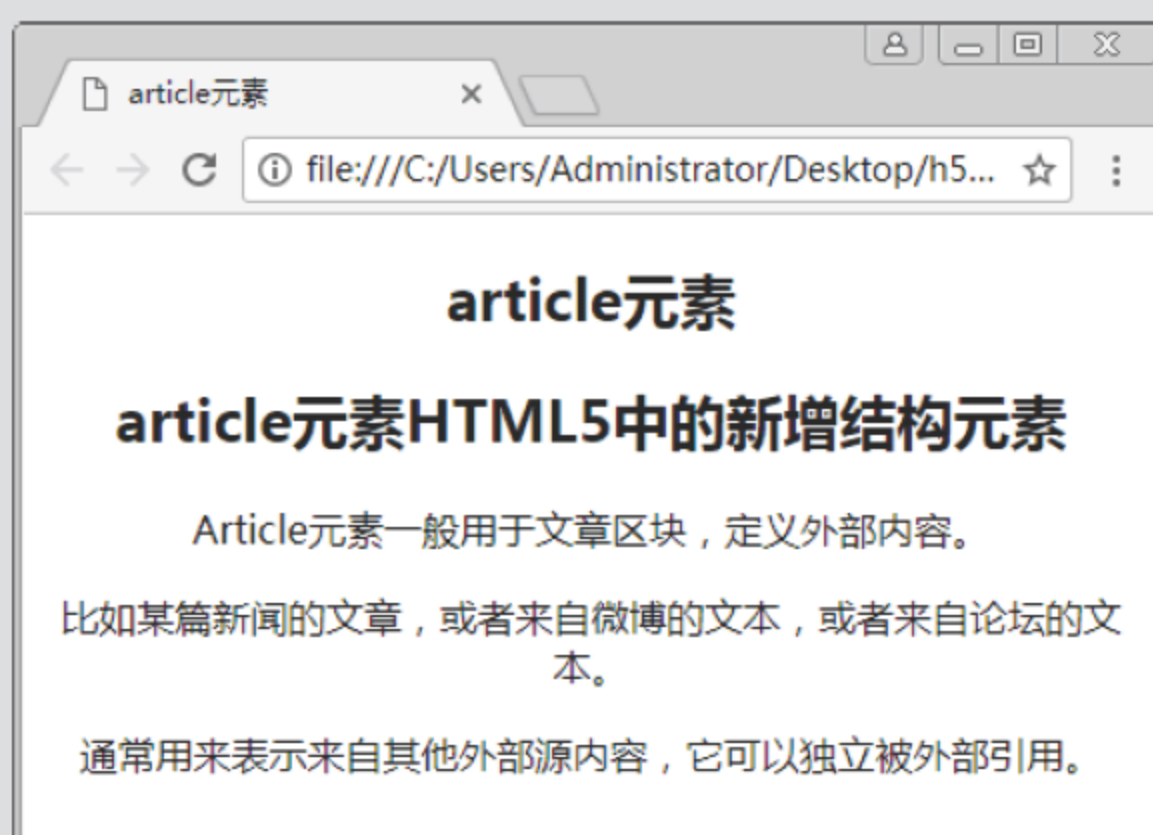 article元素
file:///C:/Users/Administrator/Desktop/h5...
article元素
article元素HTML5中的新增结构元素
Article元素一般用于文章区块，定义外部内容。
比如某篇新闻的文章，或者来自微博的文本，或者来自论坛的文
本。
通常用来表示来自其他外部源内容，它可以独立被外部引用。